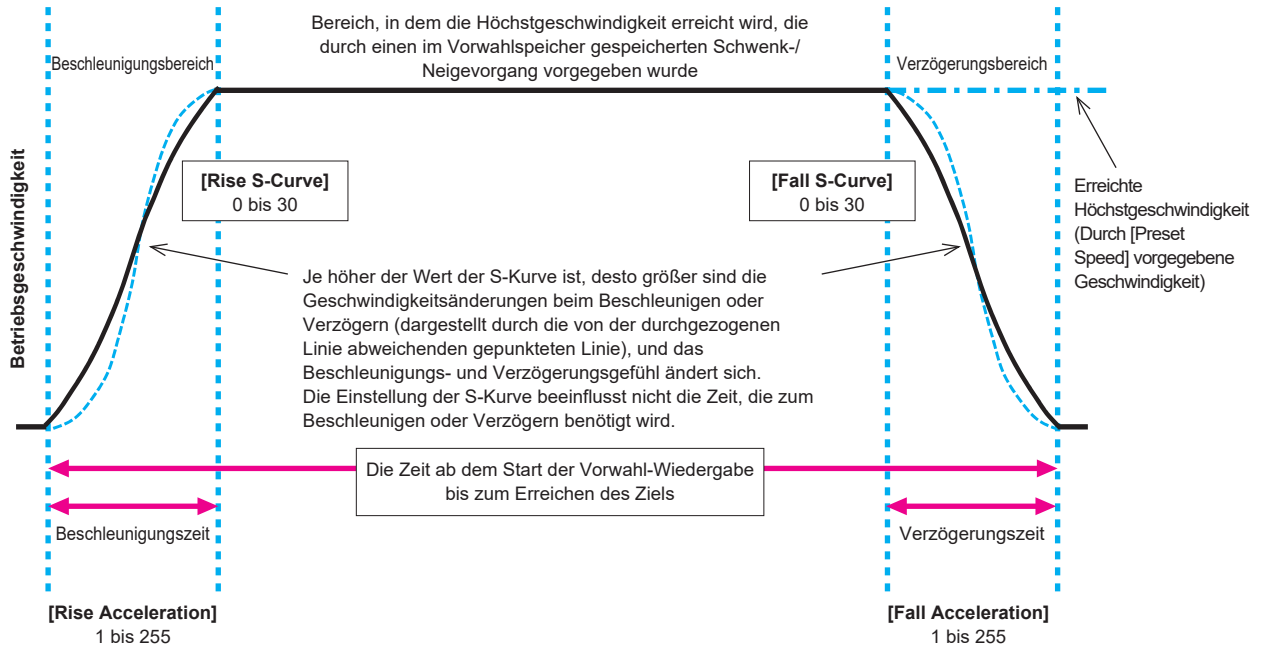 Bereich, in dem die Höchstgeschwindigkeit erreicht wird, die
durch einen im Vorwahlspeicher gespeicherten Schwenk-/
Neigevorgang vorgegeben wurde
Beschleunigungsbereich
Verzögerungsbereich
Betriebsgeschwindigkeit
[Rise S-Curve]
0 bis 30
[Fall S-Curve]
0 bis 30
Erreichte
Höchstgeschwindigkeit
(Durch [Preset
Speed] vorgegebene
Geschwindigkeit)
Je höher der Wert der S-Kurve ist, desto größer sind die
Geschwindigkeitsänderungen beim Beschleunigen oder
Verzögern (dargestellt durch die von der durchgezogenen
Linie abweichenden gepunkteten Linie), und das
Beschleunigungs- und Verzögerungsgefühl ändert sich.
Die Einstellung der S-Kurve beeinflusst nicht die Zeit, die zum
Beschleunigen oder Verzögern benötigt wird.
Die Zeit ab dem Start der Vorwahl-Wiedergabe
bis zum Erreichen des Ziels
Beschleunigungszeit
Verzögerungszeit
[Rise Acceleration]
1 bis 255
[Fall Acceleration]
1 bis 255